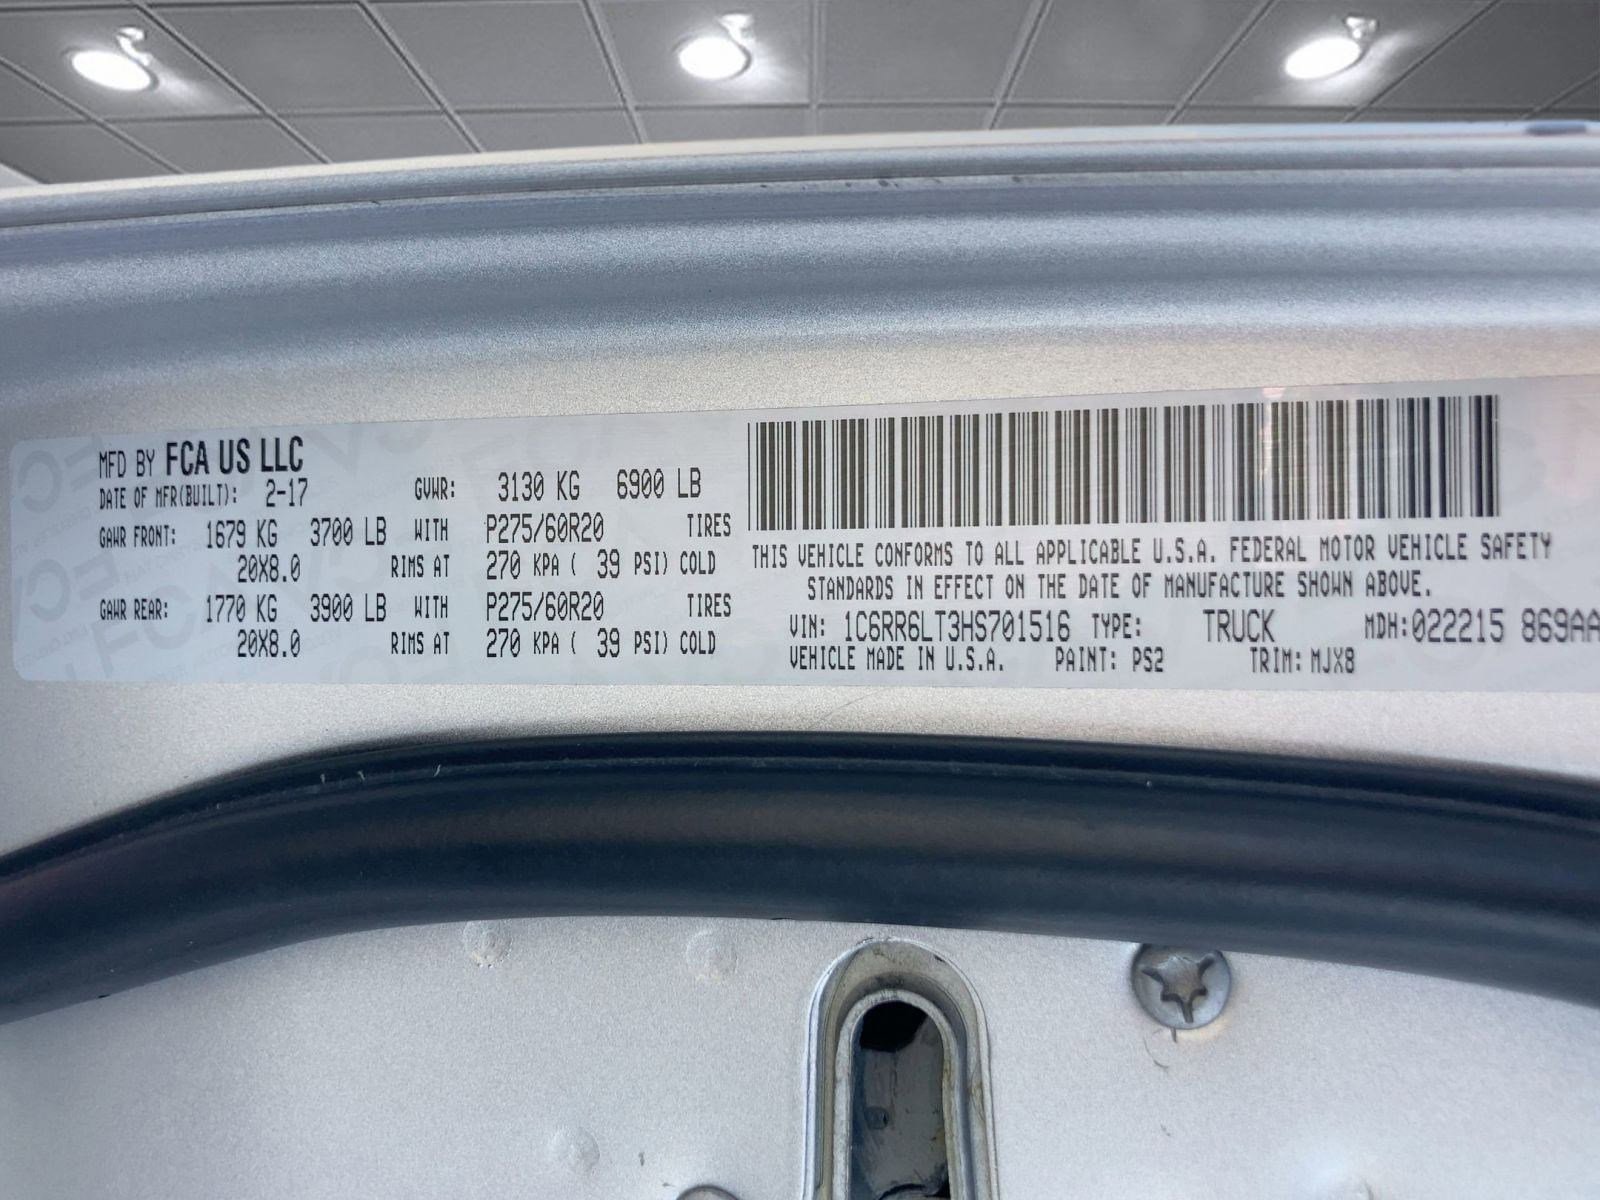 MFD BY FCA US LLC
DATE OF MFR(BUILT): 2-17 GVWR: 3130 KG 6900 LB
GAWR FRONT: 1679 KG 3700 LB WITH P275/60R20 TIRES
20X8.0 RIMS AT 270 KPA ( 39 PSI) COLD
GAWR REAR: 1770 KG 3900 LB WITH P275/60R20 TIRES
20X8.0 RIMS AT 270 KPA ( 39 PSI) COLD
THIS VEHICLE CONFORMS TO ALL APPLICABLE U.S.A. FEDERAL MOTOR VEHICLE SAFETY
STANDARDS IN EFFECT ON THE DATE OF MANUFACTURE SHOWN ABOVE.
VIN: 1C6RR6LT3HS701516 TYPE: TRUCK MDH:022215 869AA
VEHICLE MADE IN U.S.A. PAINT: PS2 TRIM: MJX8